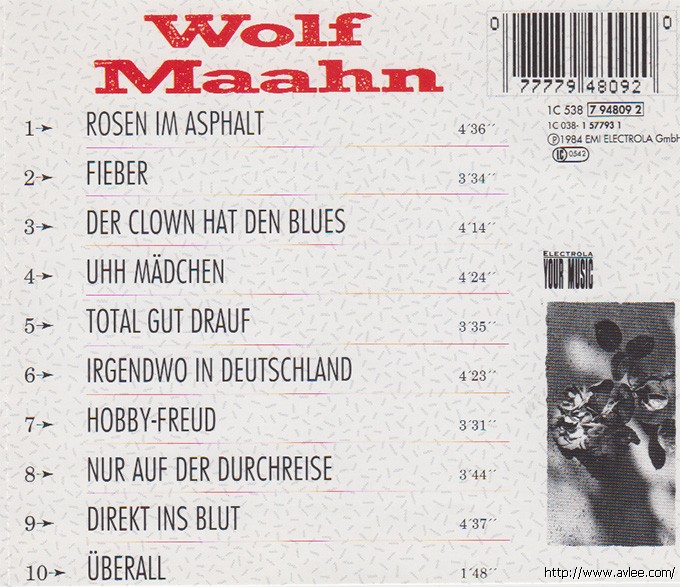 Wolf
Maahn
0 77779 48092 0
1C 538 7 94809 2
1C 038- 1 57793 1
Ⓟ1984 EMI ELECTROLA GmbH
LC 0542
1 ROSEN IM ASPHALT 4´36´´
2 FIEBER 3´34´´
3 DER CLOWN HAT DEN BLUES 4´14´´
4 UHH MÄDCHEN 4´24´´
5 TOTAL GUT DRAUF 3´35´´
6 IRGENDWO IN DEUTSCHLAND 4´23´´
7 HOBBY-FREUD 3´31´´
8 NUR AUF DER DURCHREISE 3´44´´
9 DIREKT INS BLUT 4´37´´
10 ÜBERALL 1´48´´
ELECTROLA
YOUR MUSIC
http://www.avlee.com/